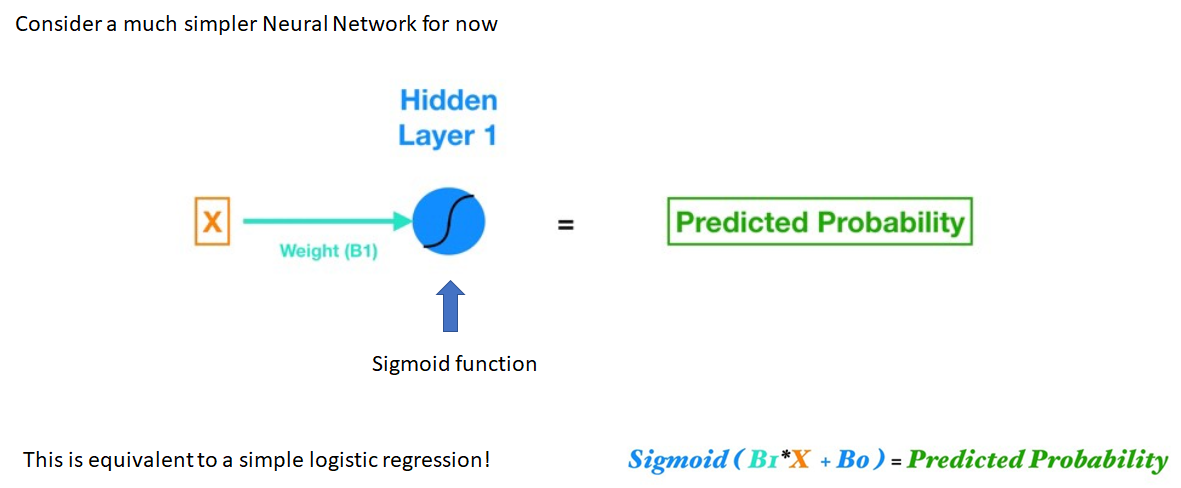 Consider a much simpler Neural Network for now
Hidden
Layer 1
X
Weight (B1)
=
Predicted Probability
Sigmoid function
This is equivalent to a simple logistic regression!
Sigmoid ( B1*X + Bo ) = Predicted Probability